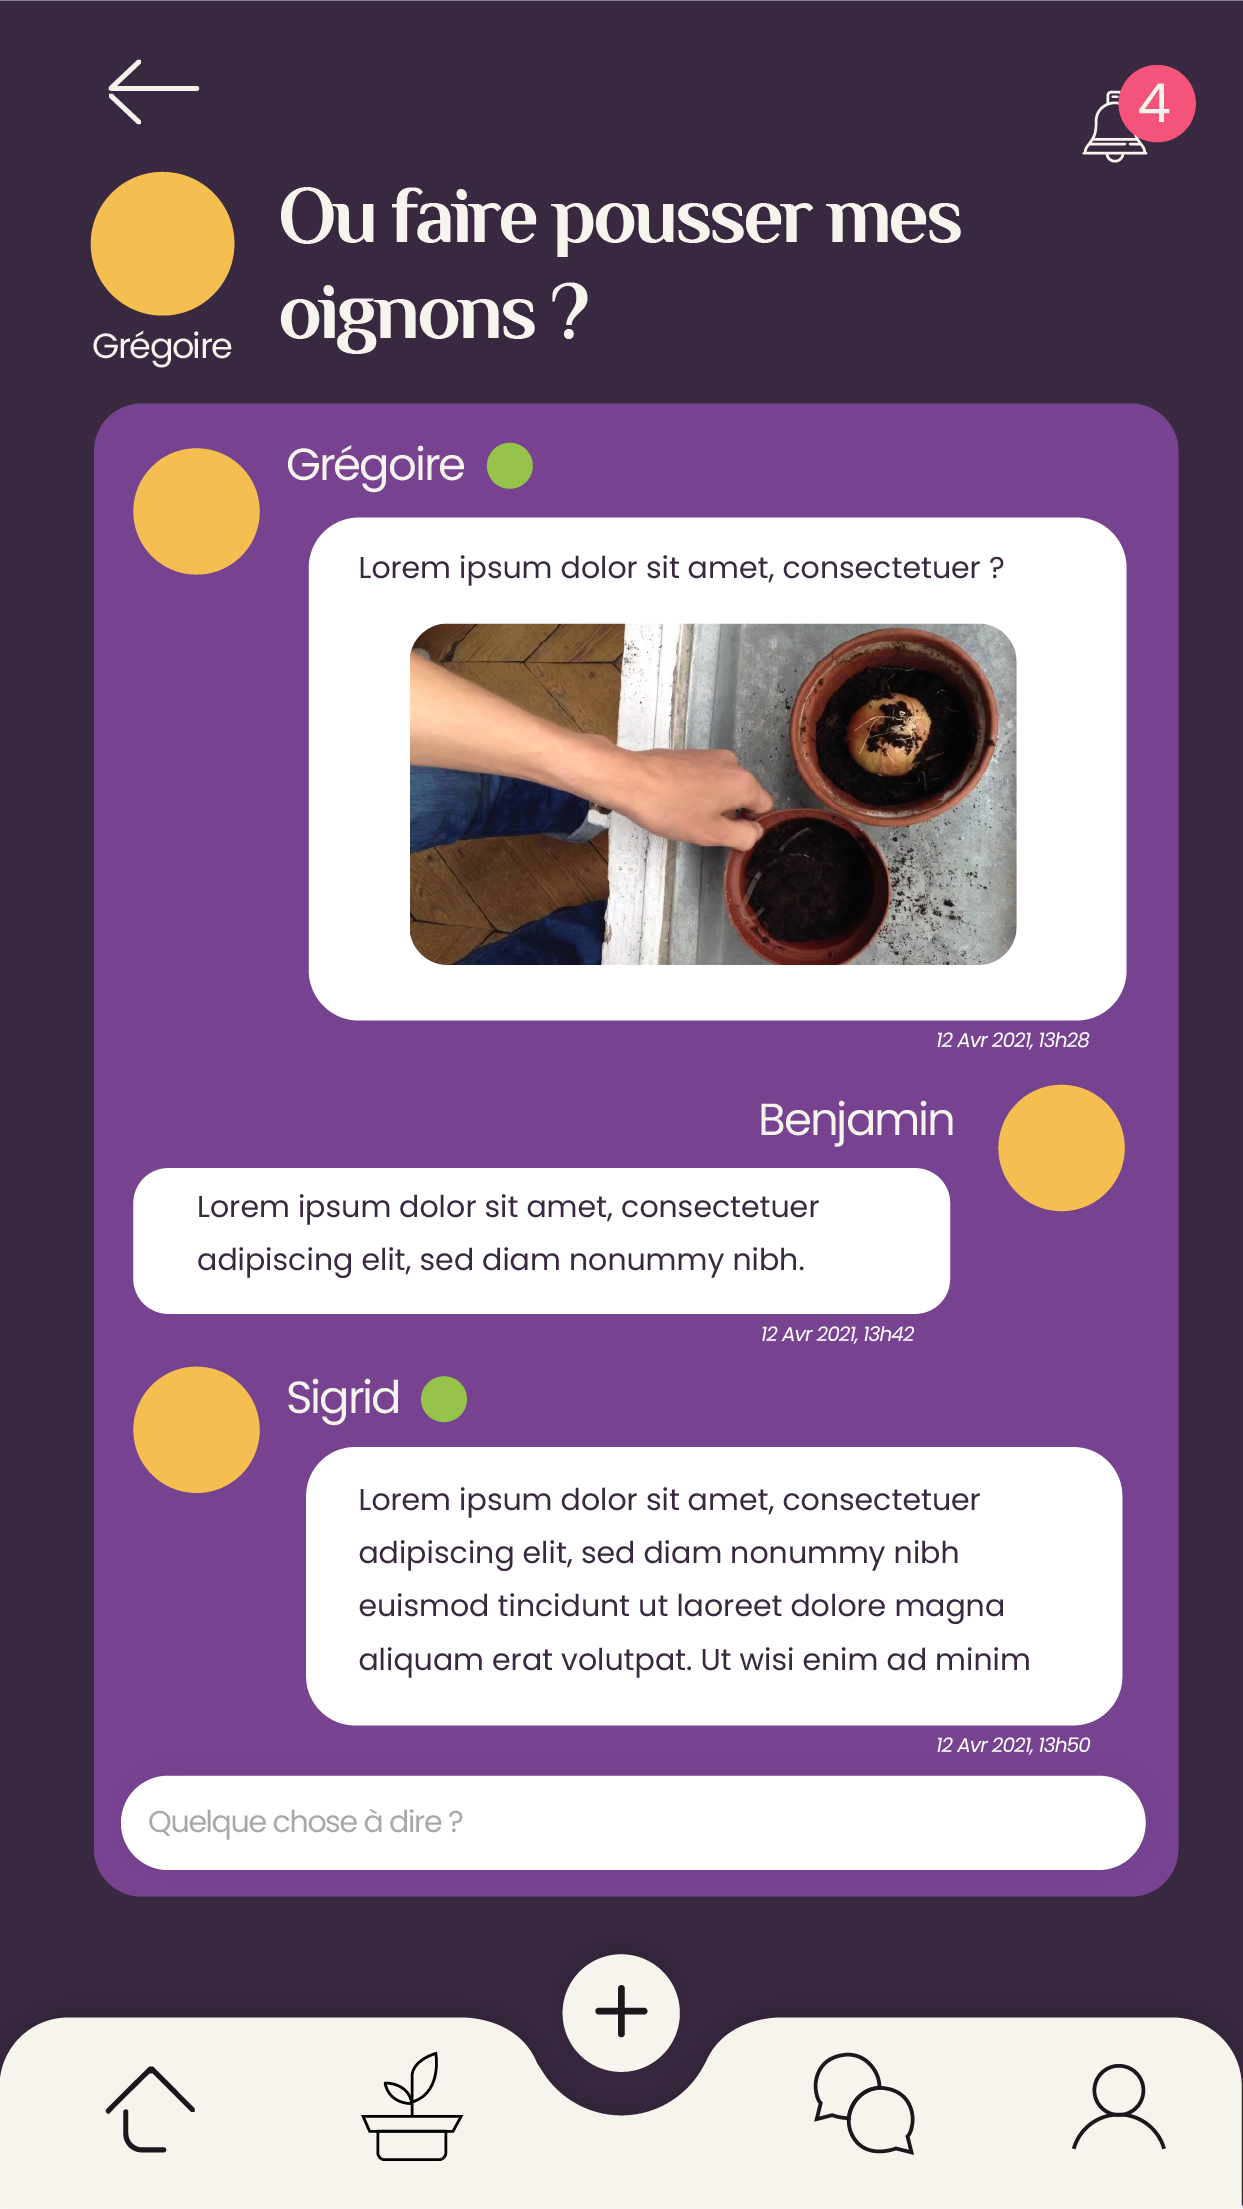 4
Ou faire pousser mes
oignons ?
Grégoire
Grégoire
Lorem ipsum dolor sit amet, consectetuer ?
12 Avr 2021, 13h28
Benjamin
Lorem ipsum dolor sit amet, consectetuer
adipiscing elit, sed diam nonummy nibh.
12 Avr 2021, 13h42
Sigrid
Lorem ipsum dolor sit amet, consectetuer
adipiscing elit, sed diam nonummy nibh
euismod tincidunt ut laoreet dolore magna
aliquam erat volutpat. Ut wisi enim ad minim
12 Avr 2021, 13h50
Quelque chose à dire ?